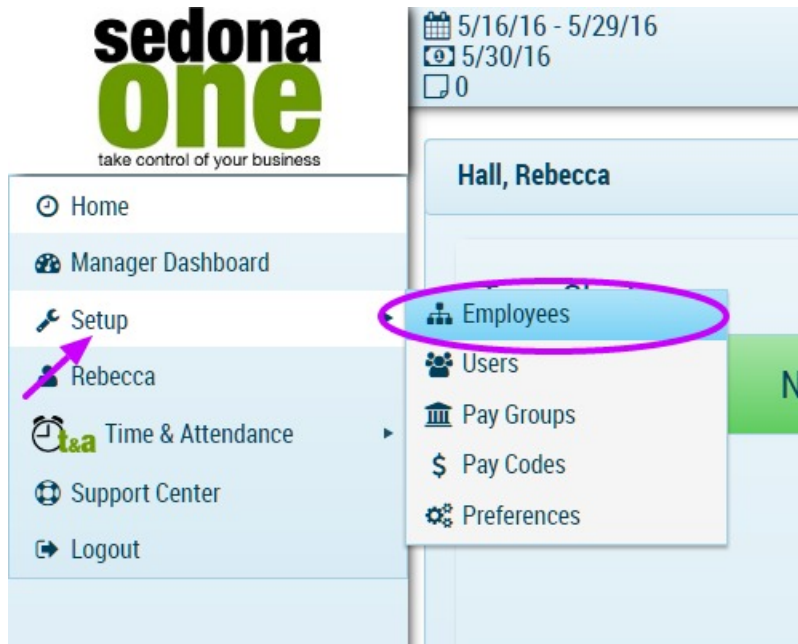 sedona
one
take control of your business
5/16/16 - 5/29/16
5/30/16
0
Hall, Rebecca
Home
Manager Dashboard
Setup
Rebecca
t&a Time & Attendance
Support Center
Logout
Employees
Users
Pay Groups
$ Pay Codes
Preferences
N